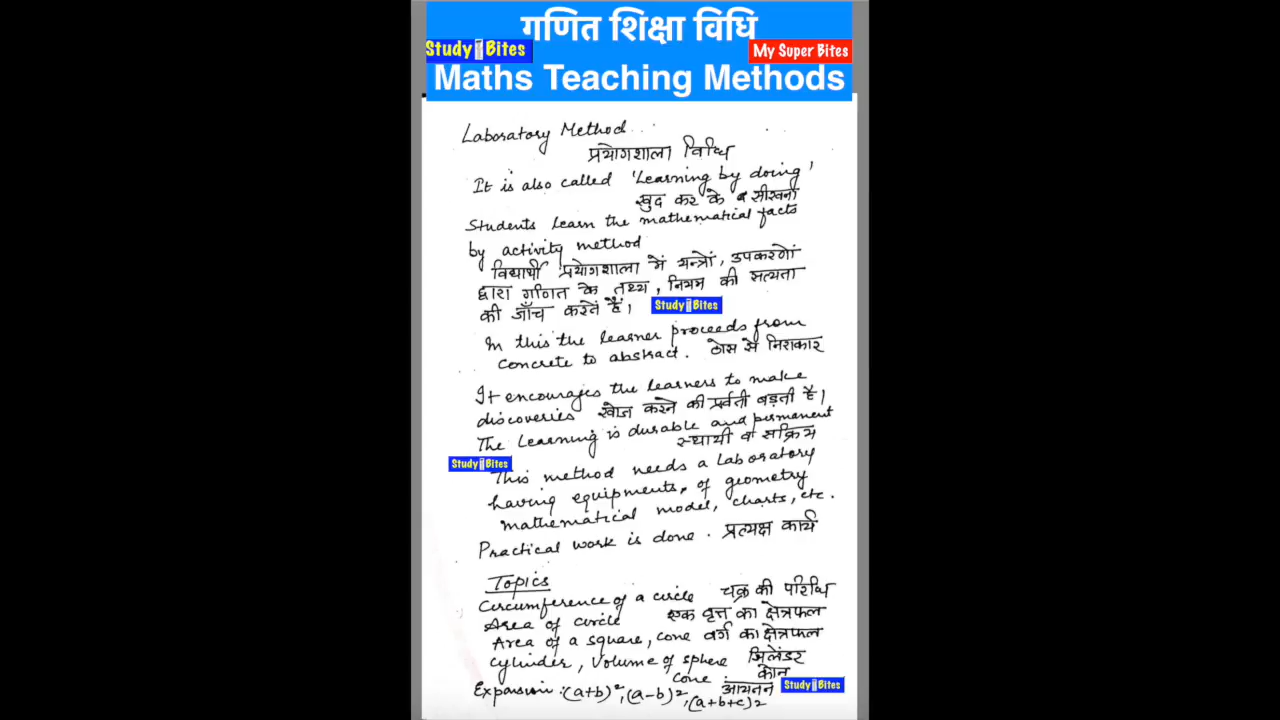 गणित शिक्षा विधि
Study Bites
My Super Bites
Maths Teaching Methods
Laboratory Method...
प्रयोगशाला विधि
It is also called 'Learning by doing'
खुद कर के सीखना
Students learn the mathematical facts
by activity method
विद्यार्थी प्रयोगशाला में यन्त्रों, उपकरणों
द्वारा गणित के तथ्य, नियम की सत्यता
की जाँच करतें हैं।
Study Bites
In this the learner proceeds from
concrete to abstract. ठोस से निराकार
It encourages the learners to make
discoveries खोज करने की प्रर्वती बड़ती है।
The Learning is durable and permanent
स्थायी व सक्रिय
Study Bites
This method needs a Laboratory
having equipments, of geometry
mathematical model, charts, etc.
Practical work is done. प्रत्यक्ष कार्य
Topics
Circumference of a circle चक्र की परिधि
Area of circle एक वृत्त का क्षेत्रफल
Area of a square, cone वर्ग का क्षेत्रफल
Cylinder, Volume of sphere सिलेंडर
cone. कोन
Expansion: (a+b)², (a-b)², (a+b+c)² आयतन
Study Bites